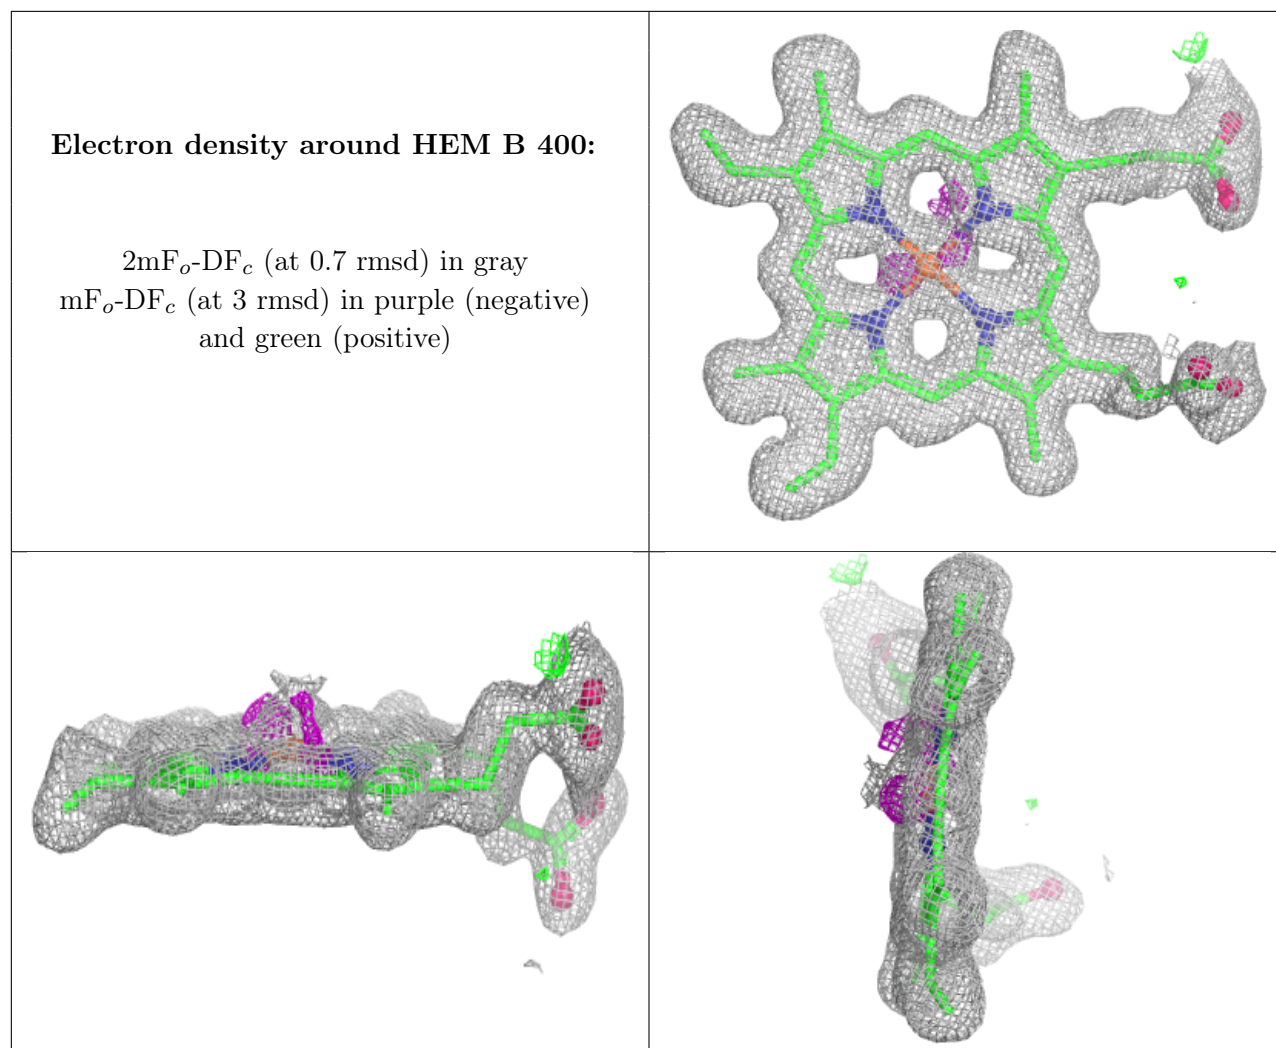 Electron density around HEM B 400:
2mFo-DFc (at 0.7 rmsd) in gray
mFo-DFc (at 3 rmsd) in purple (negative)
and green (positive)